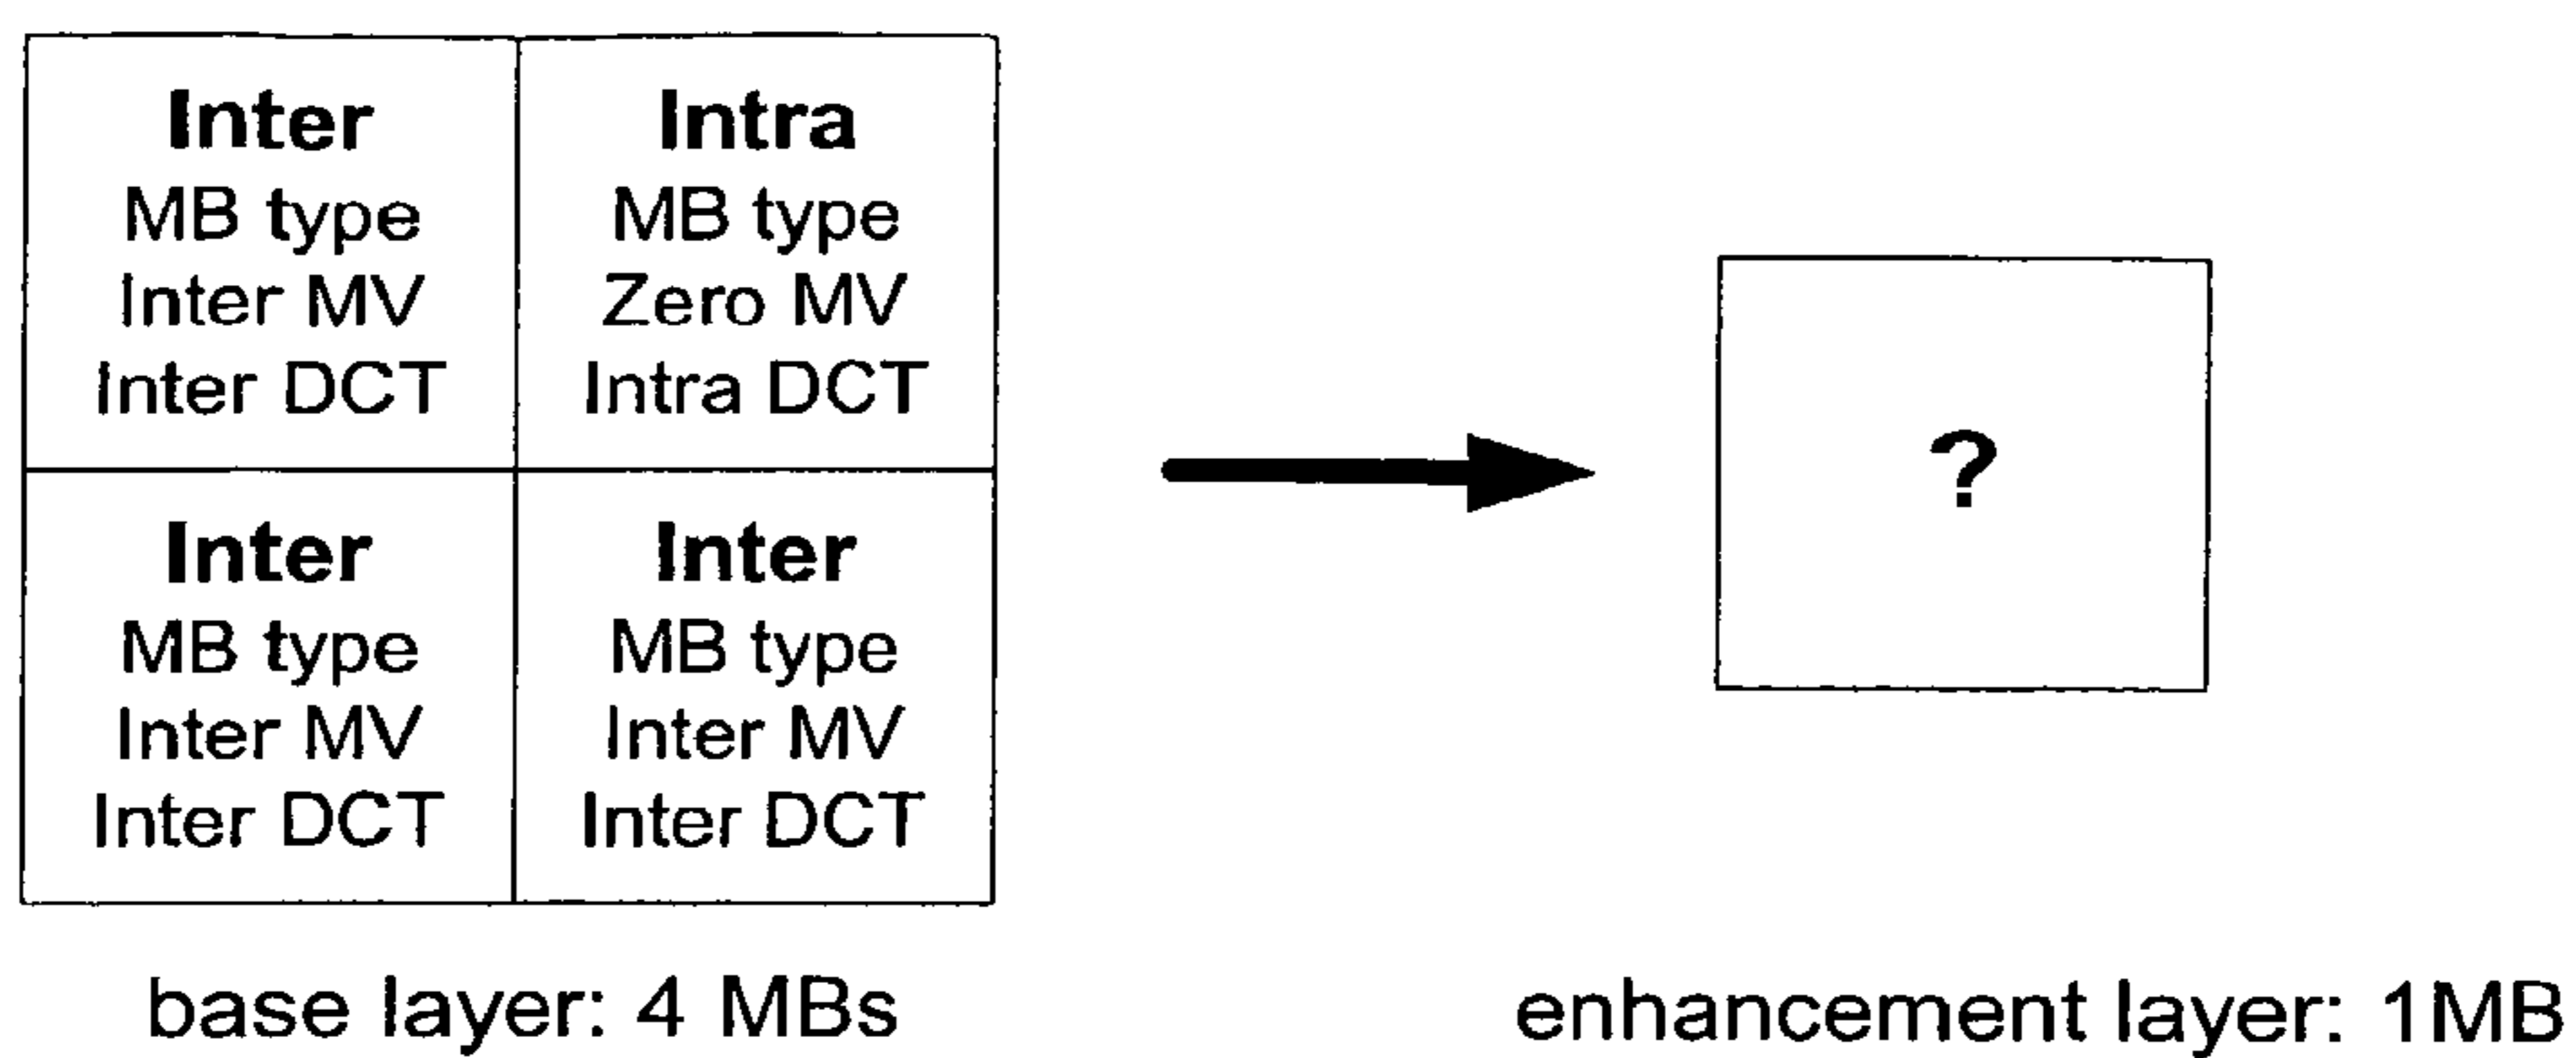 Inter
MB type
Inter MV
Inter DCT
Intra
MB type
Zero MV
Intra DCT
Inter
MB type
Inter MV
Inter DCT
Inter
MB type
Inter MV
Inter DCT
?
base layer: 4 MBs
enhancement layer: 1MB